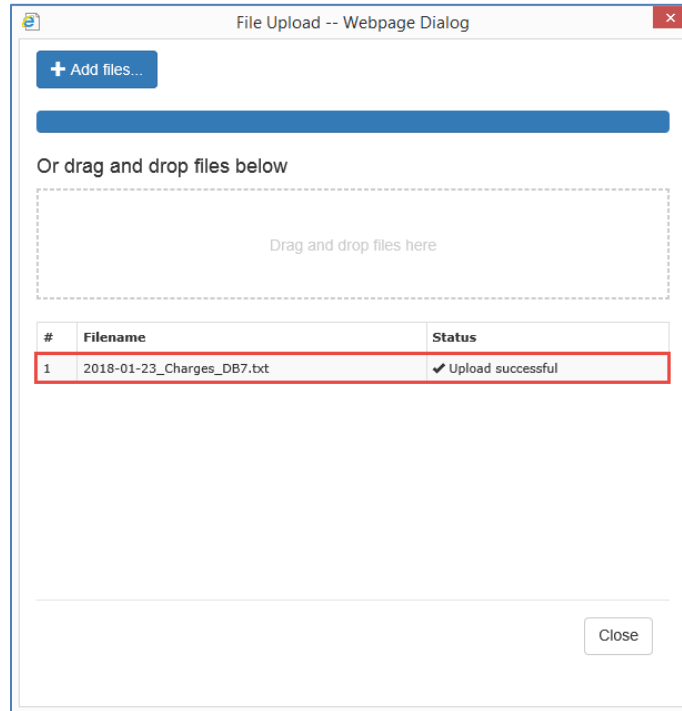 File Upload -- Webpage Dialog
Add files...
Or drag and drop files below
Drag and drop files here
# Filename Status
1 2018-01-23_Charges_DB7.txt ✔ Upload successful
Close